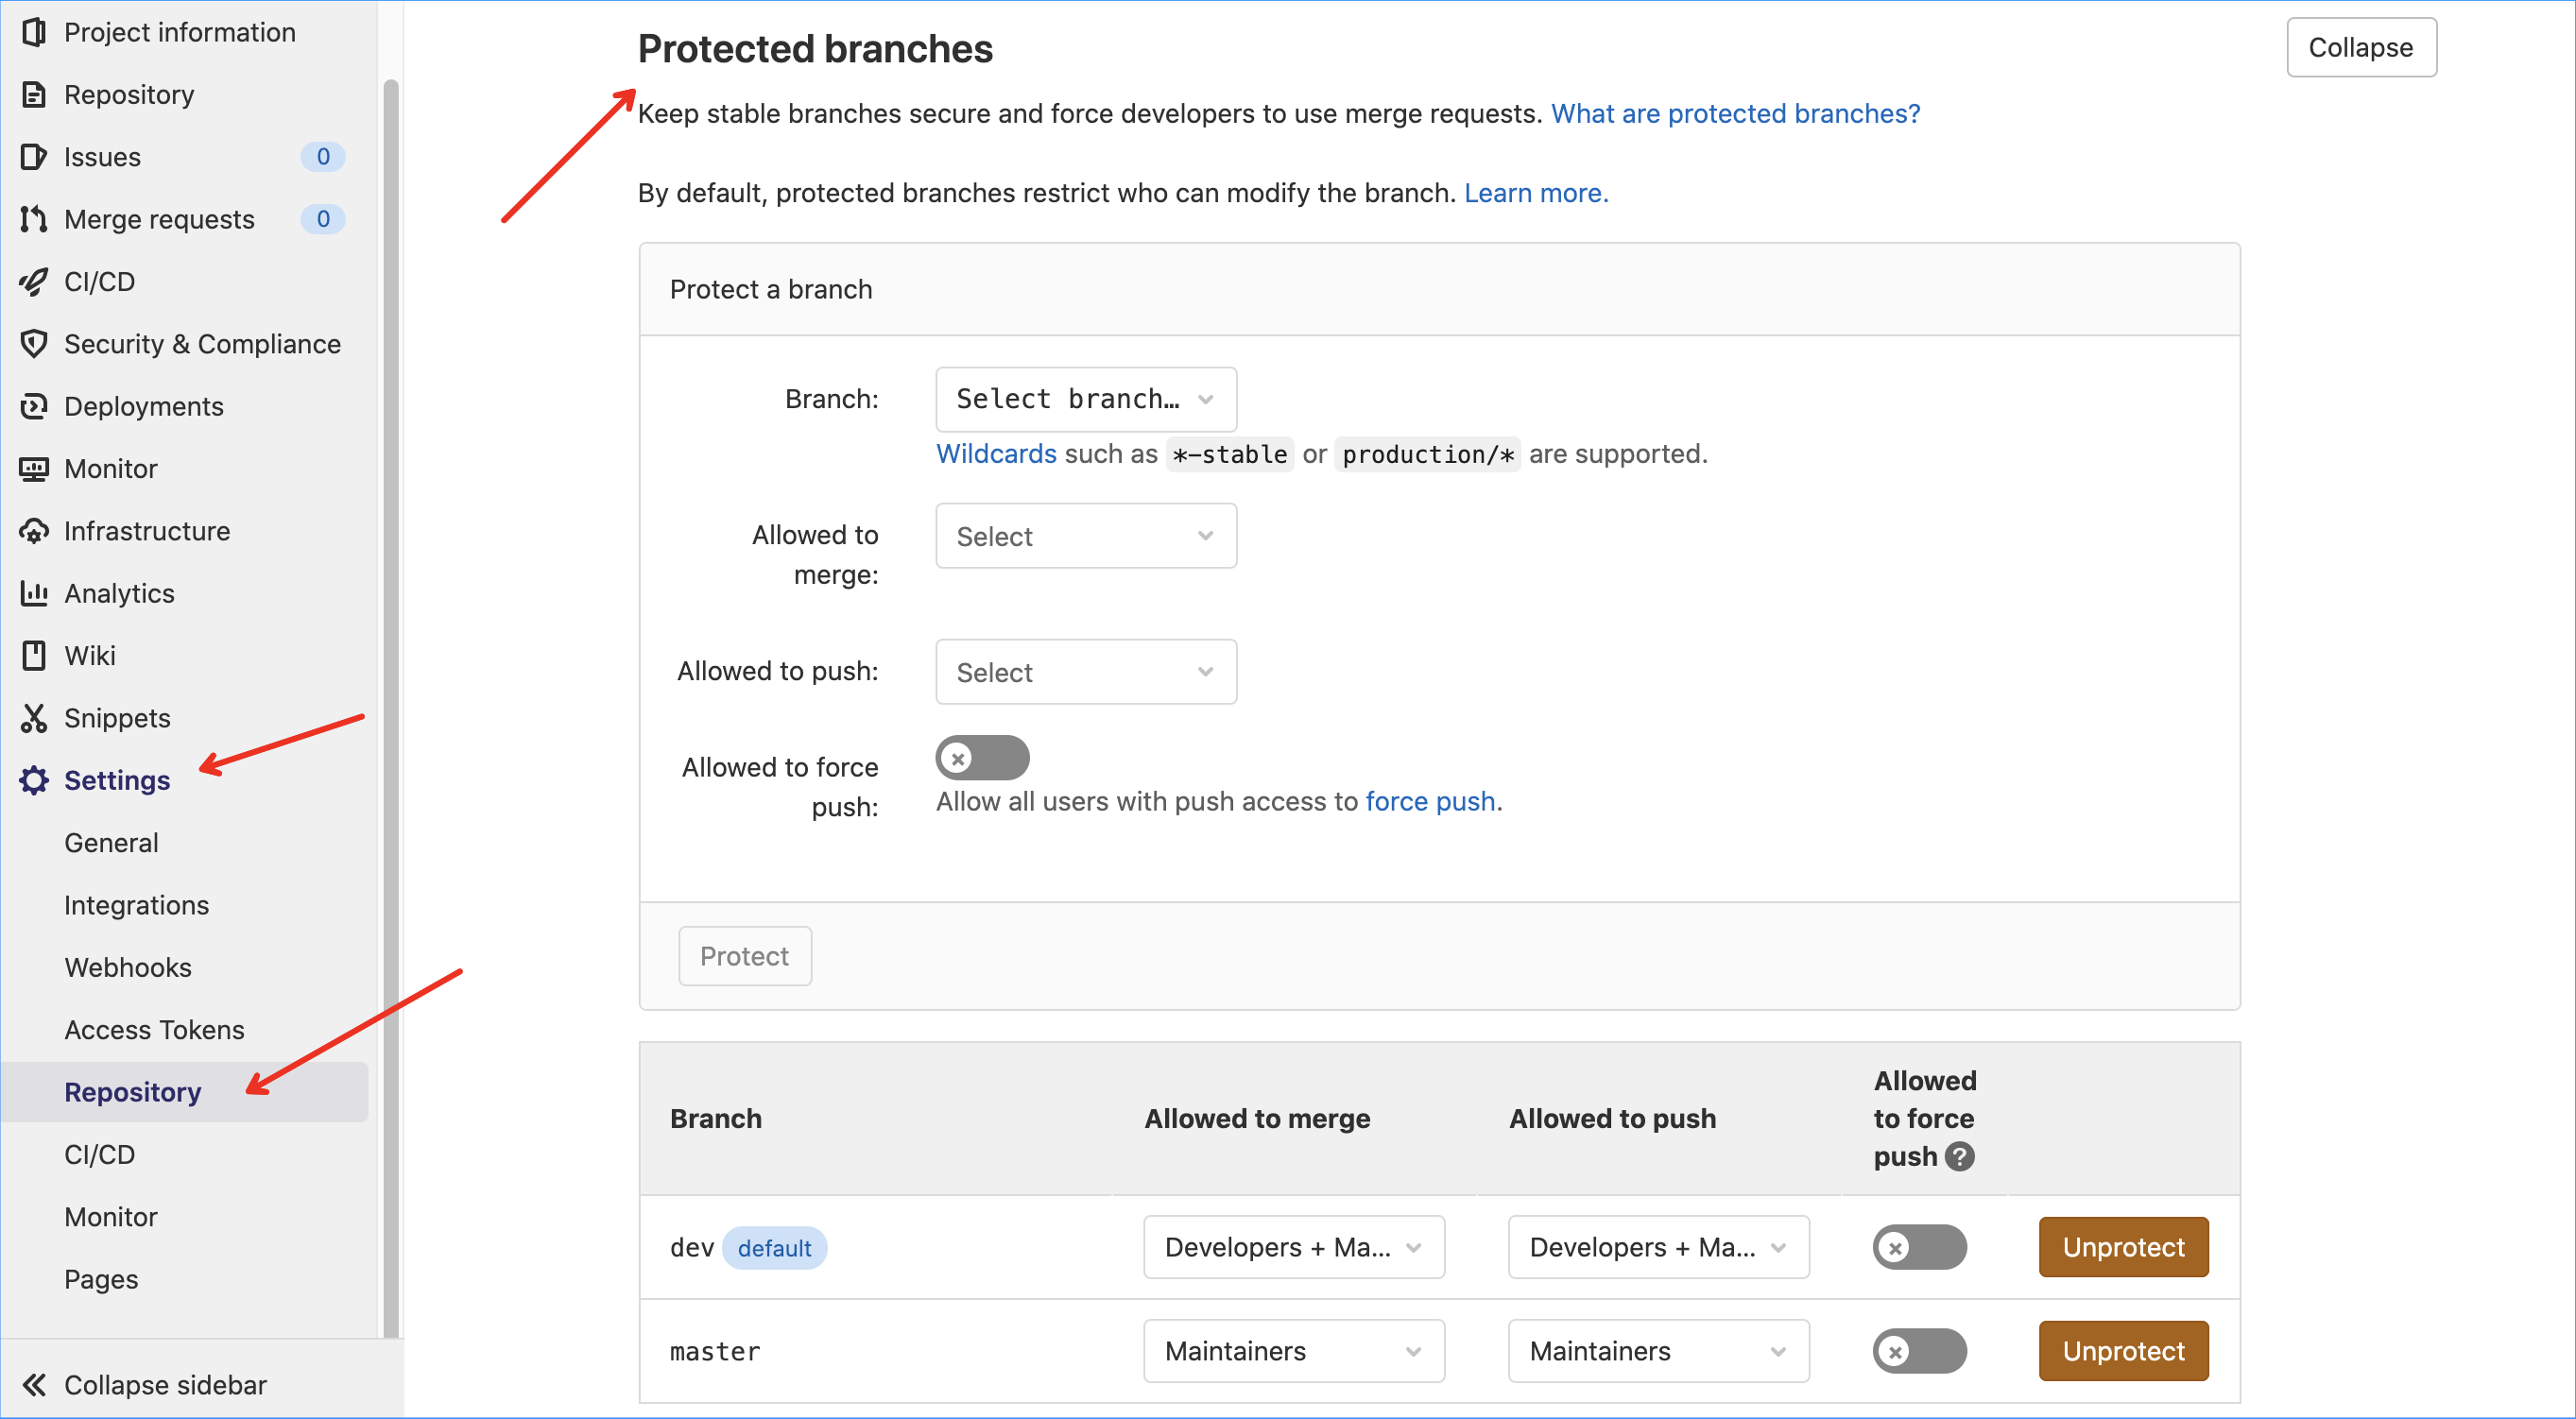 Project information
Repository
Issues 0
Merge requests 0
CI/CD
Security & Compliance
Deployments
Monitor
Infrastructure
Analytics
Wiki
Snippets
Settings
General
Integrations
Webhooks
Access Tokens
Repository
CI/CD
Monitor
Pages
Collapse sidebar
Protected branches
Collapse
Keep stable branches secure and force developers to use merge requests. What are protected branches?
By default, protected branches restrict who can modify the branch. Learn more.
Protect a branch
Branch: Select branch…
Wildcards such as *-stable or production/* are supported.
Allowed to
merge:
Select
Allowed to push: Select
Allowed to force
push:
Allow all users with push access to force push.
Protect
Branch Allowed to merge Allowed to push Allowed
to force
push ?
dev default Developers + Ma... Developers + Ma... Unprotect
master Maintainers Maintainers Unprotect